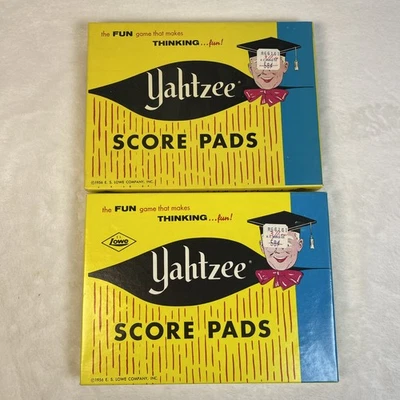 the FUN game that makes
THINKING...fun!
Yahtzee
SCORE PADS
©1956 E. S. LOWE COMPANY, INC.
the FUN game that makes
THINKING...fun!
Lowe
Yahtzee
SCORE PADS
©1956 E. S. LOWE COMPANY, INC.